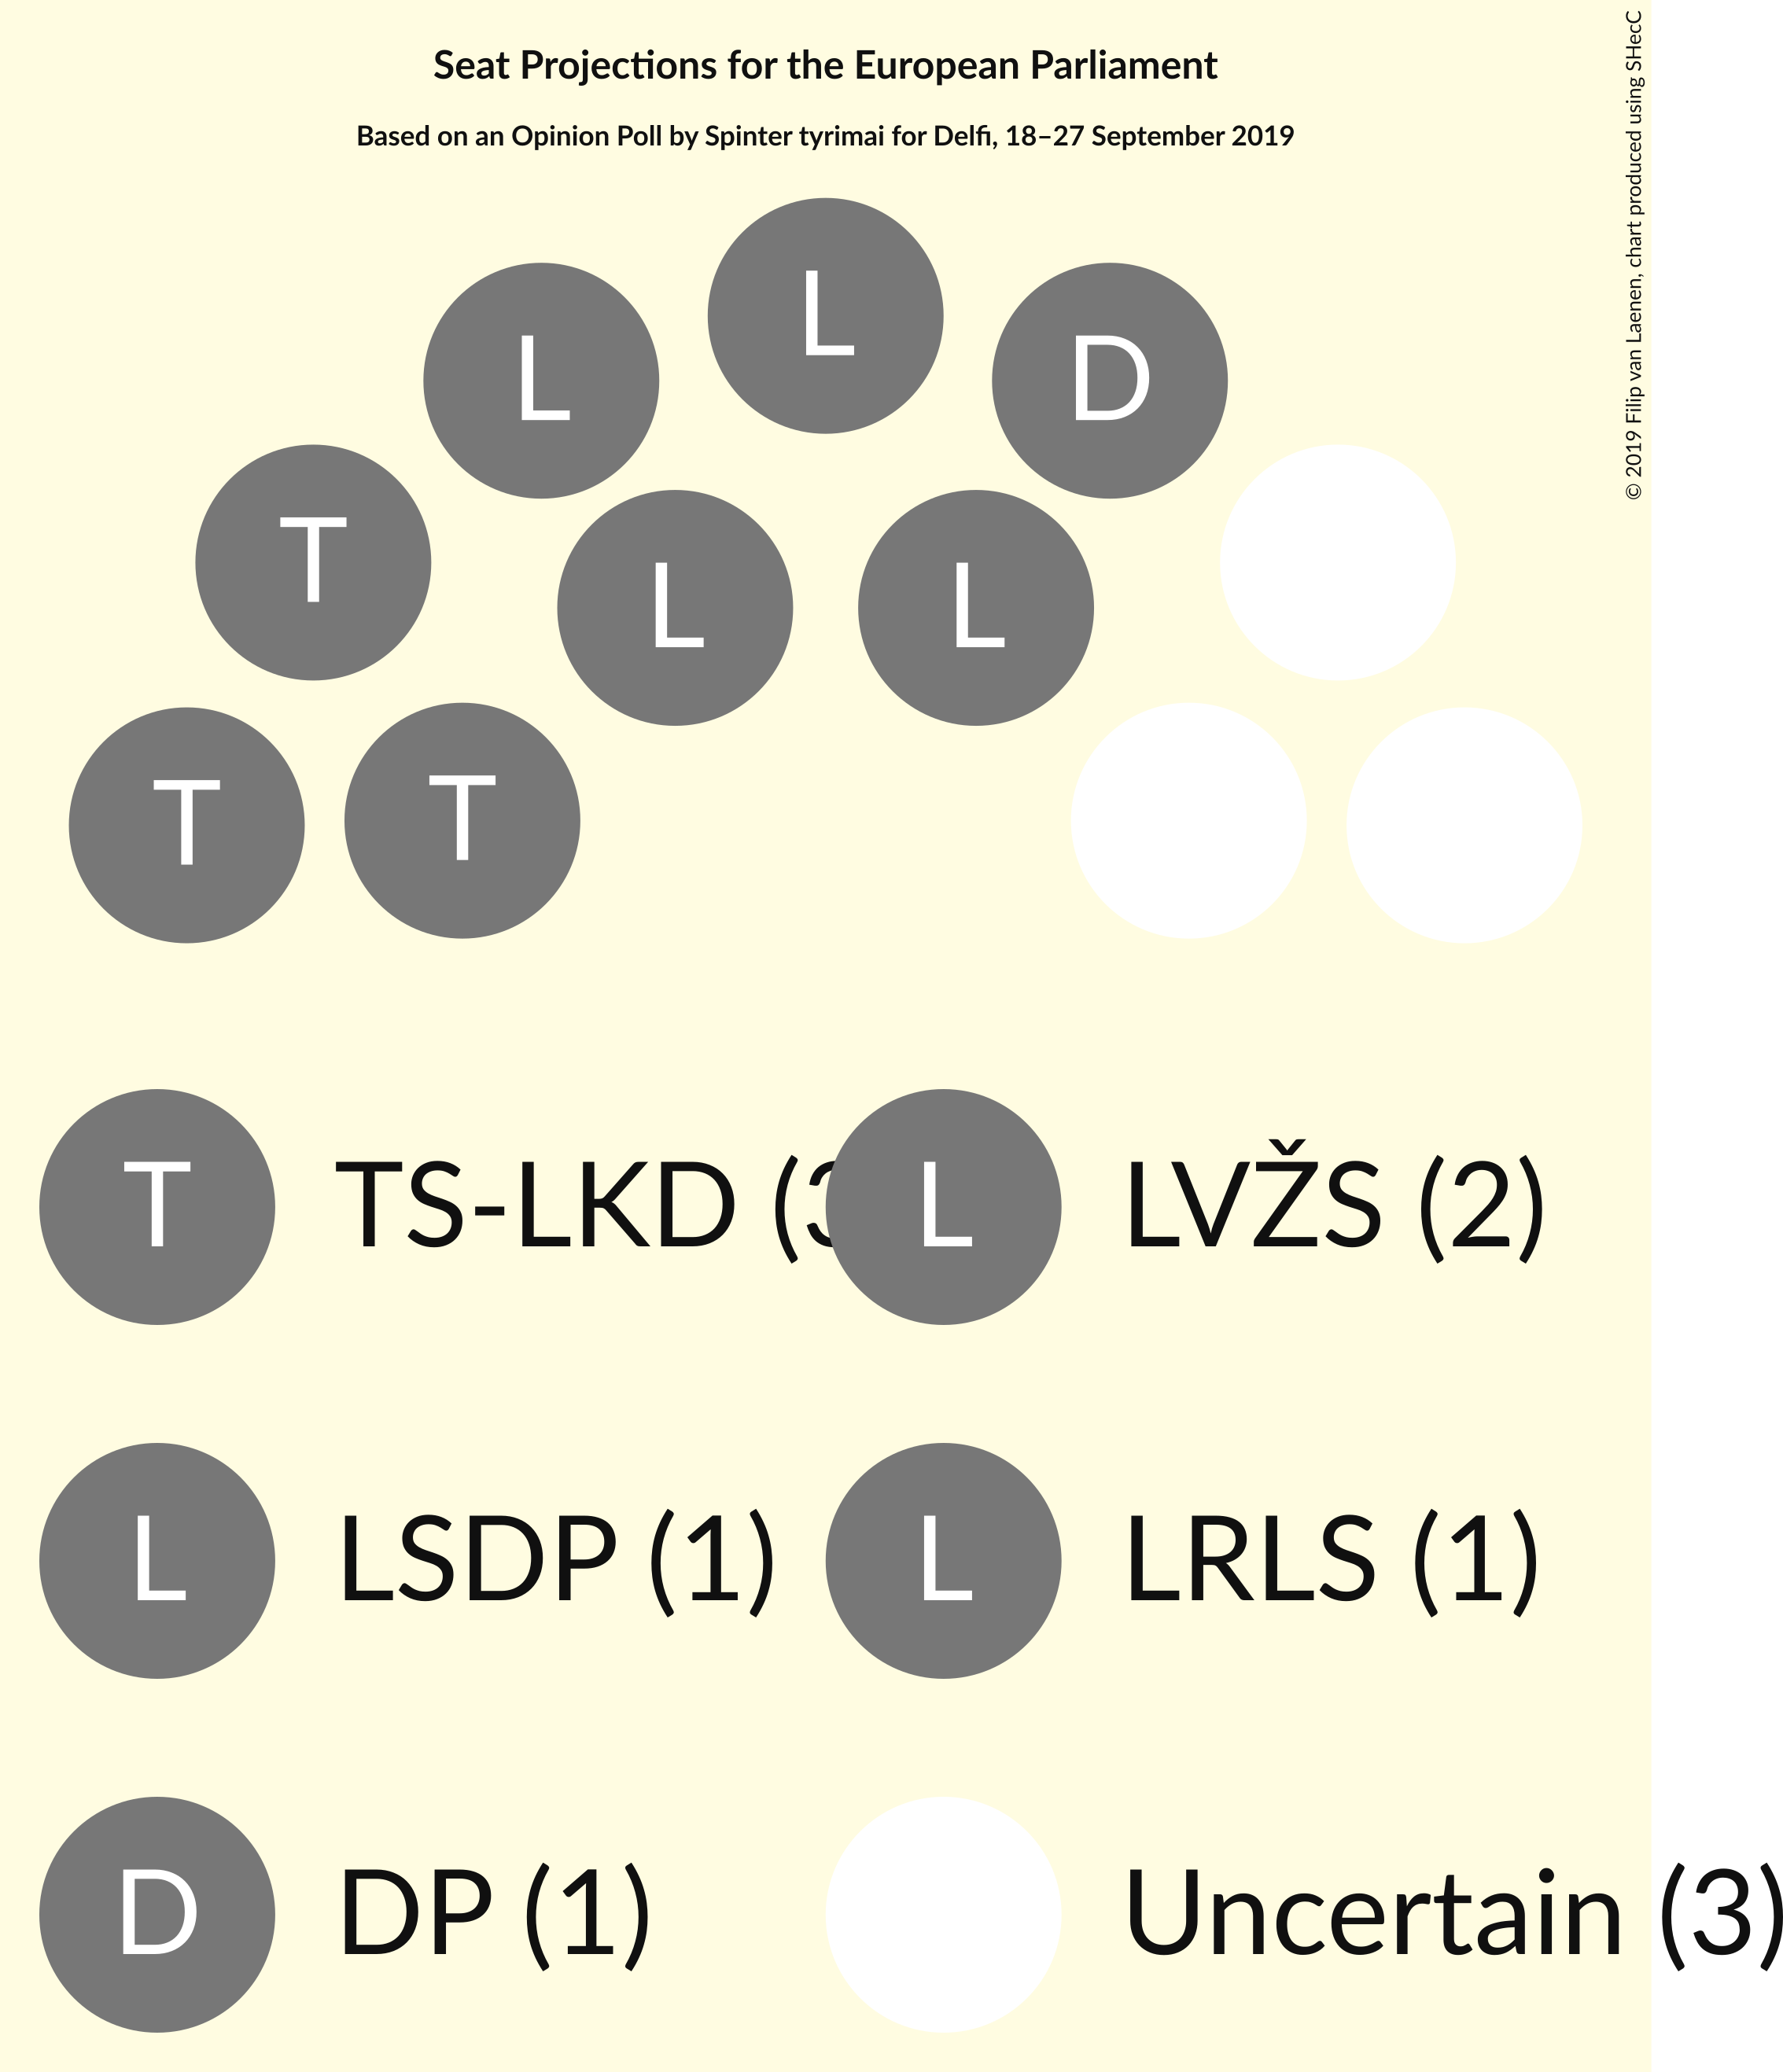 Seat Projections for the European Parliament
Based on an Opinion Poll by Spinter tyrimai for Delfi, 18–27 September 2019
© 2019 Filip van Laenen, chart produced using SHecC
L
L
D
T
L
L
T
T
T TS-LKD (3
L LVŽS (2)
L LSDP (1)
L LRLS (1)
D DP (1)
Uncertain (3)